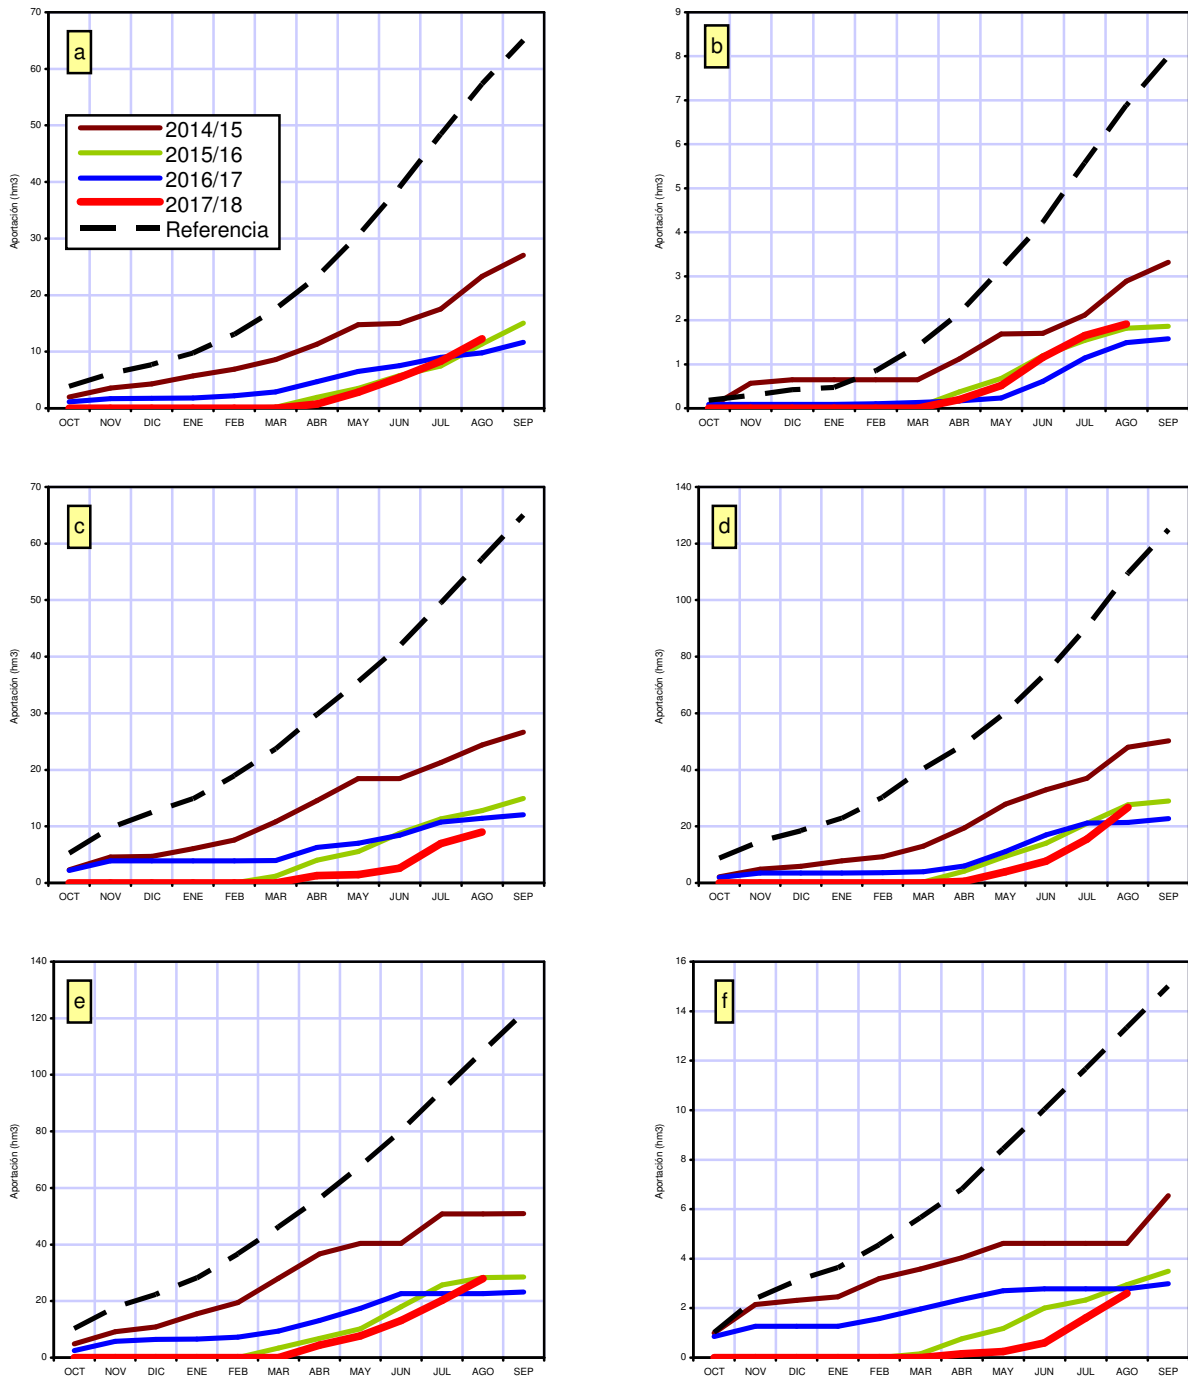 a
70
60
50
40
30
20
10
0
Aportación (hm3)
2014/15
2015/16
2016/17
2017/18
Referencia
OCT NOV DIC ENE FEB MAR ABR MAY JUN JUL AGO SEP
b
9
8
7
6
5
4
3
2
1
0
Aportación (hm3)
OCT NOV DIC ENE FEB MAR ABR MAY JUN JUL AGO SEP
c
70
60
50
40
30
20
10
0
Aportación (hm3)
OCT NOV DIC ENE FEB MAR ABR MAY JUN JUL AGO SEP
d
140
120
100
80
60
40
20
0
Aportación (hm3)
OCT NOV DIC ENE FEB MAR ABR MAY JUN JUL AGO SEP
e
140
120
100
80
60
40
20
0
Aportación (hm3)
OCT NOV DIC ENE FEB MAR ABR MAY JUN JUL AGO SEP
f
16
14
12
10
8
6
4
2
0
Aportación (hm3)
OCT NOV DIC ENE FEB MAR ABR MAY JUN JUL AGO SEP